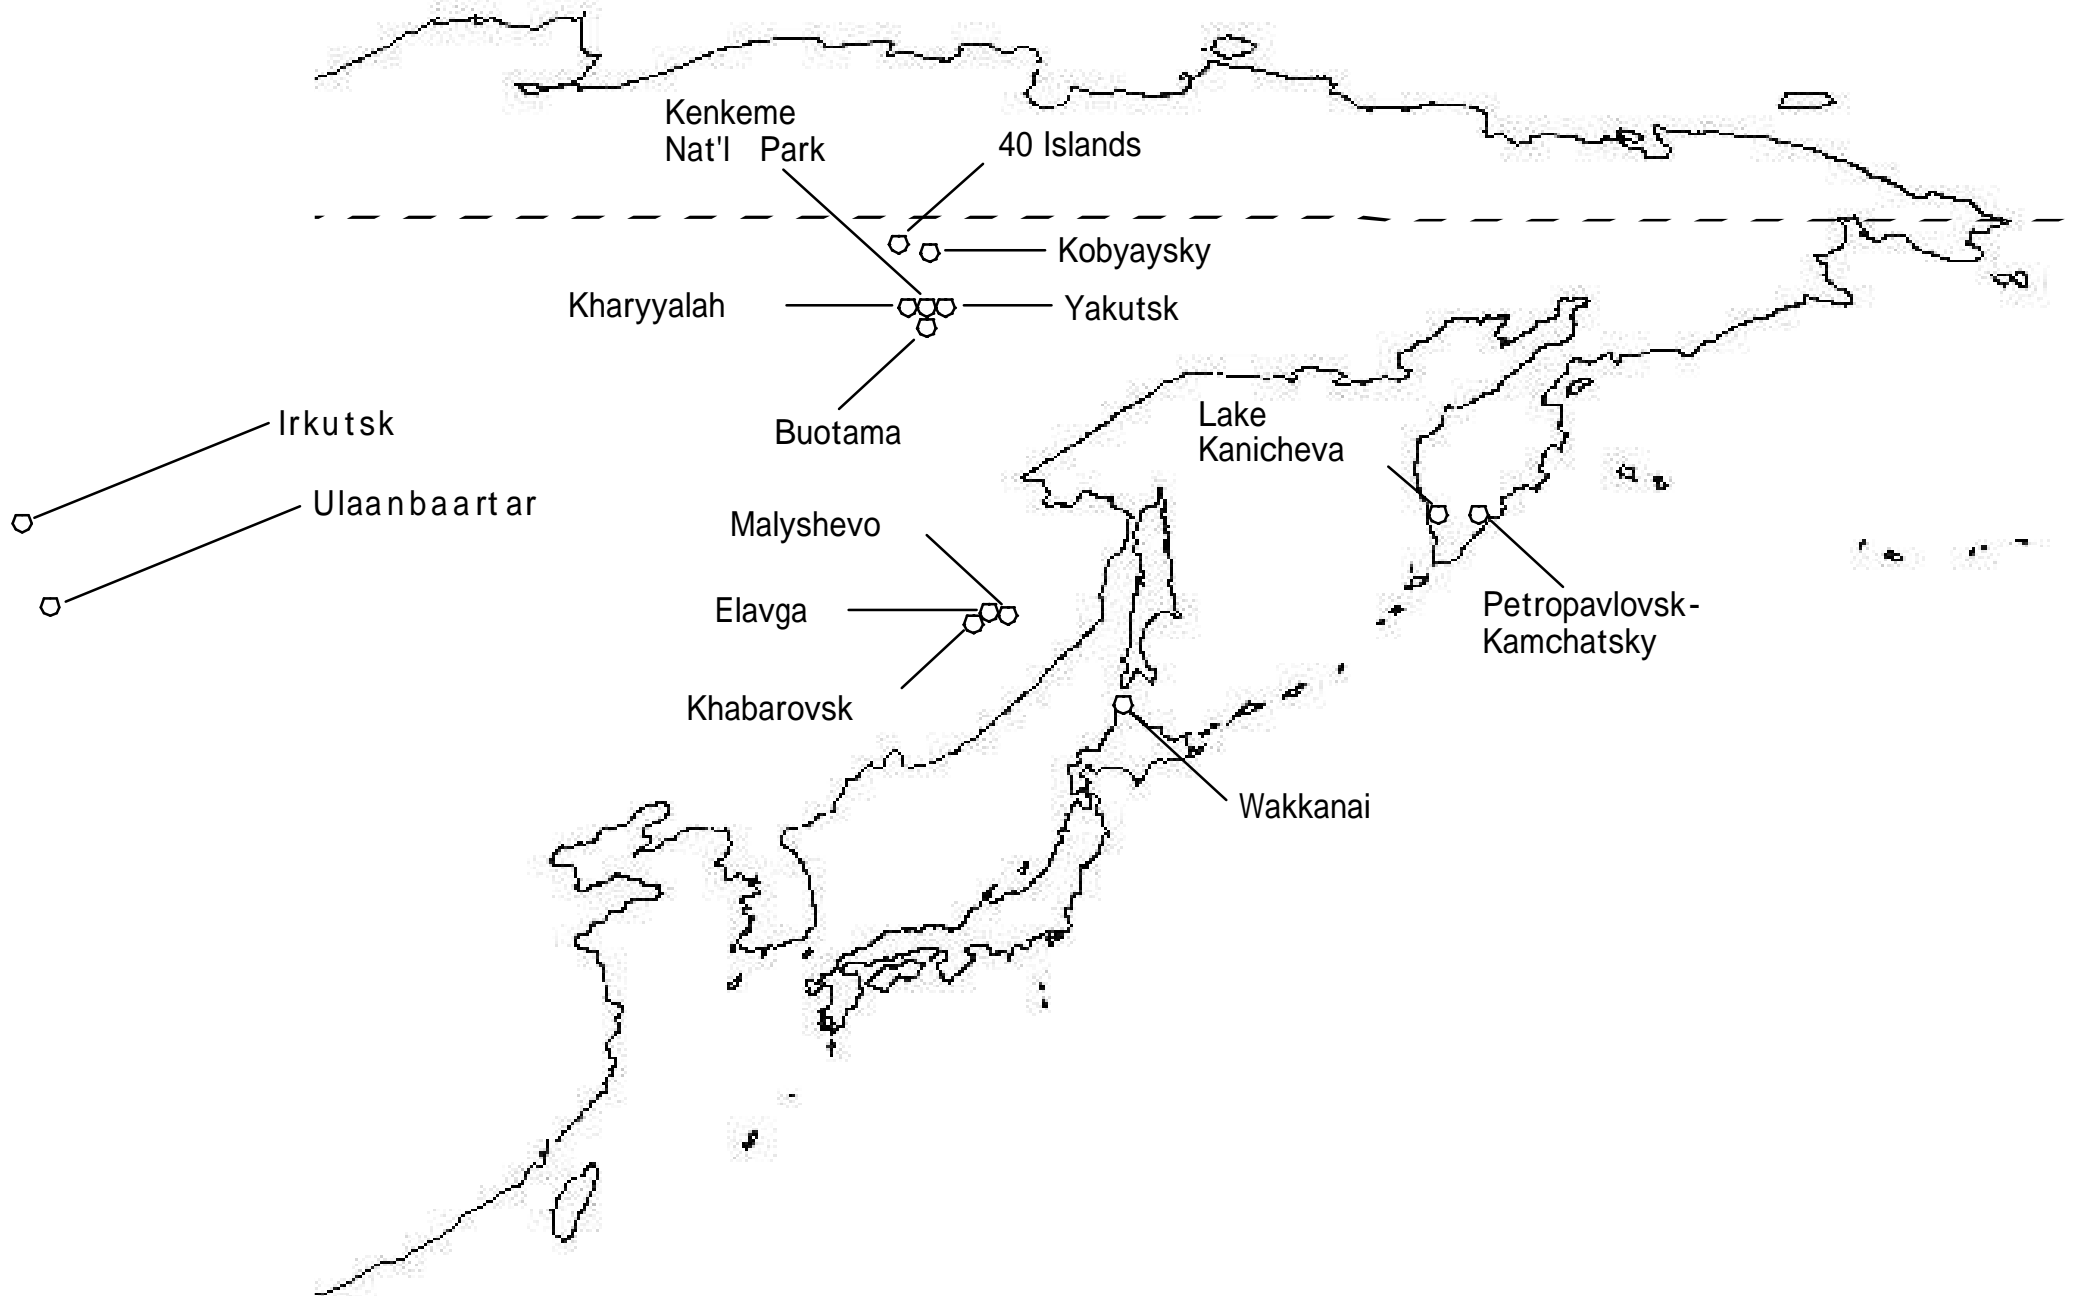 Kenkeme
Nat'l Park
40 Islands
Kobyaysky
Kharyyalah
Yakutsk
Buotama
Irkutsk
Lake
Kanicheva
Ulaanbaartar
Malyshevo
Elavga
Petropavlovsk-
Kamchatsky
Khabarovsk
Wakkanai